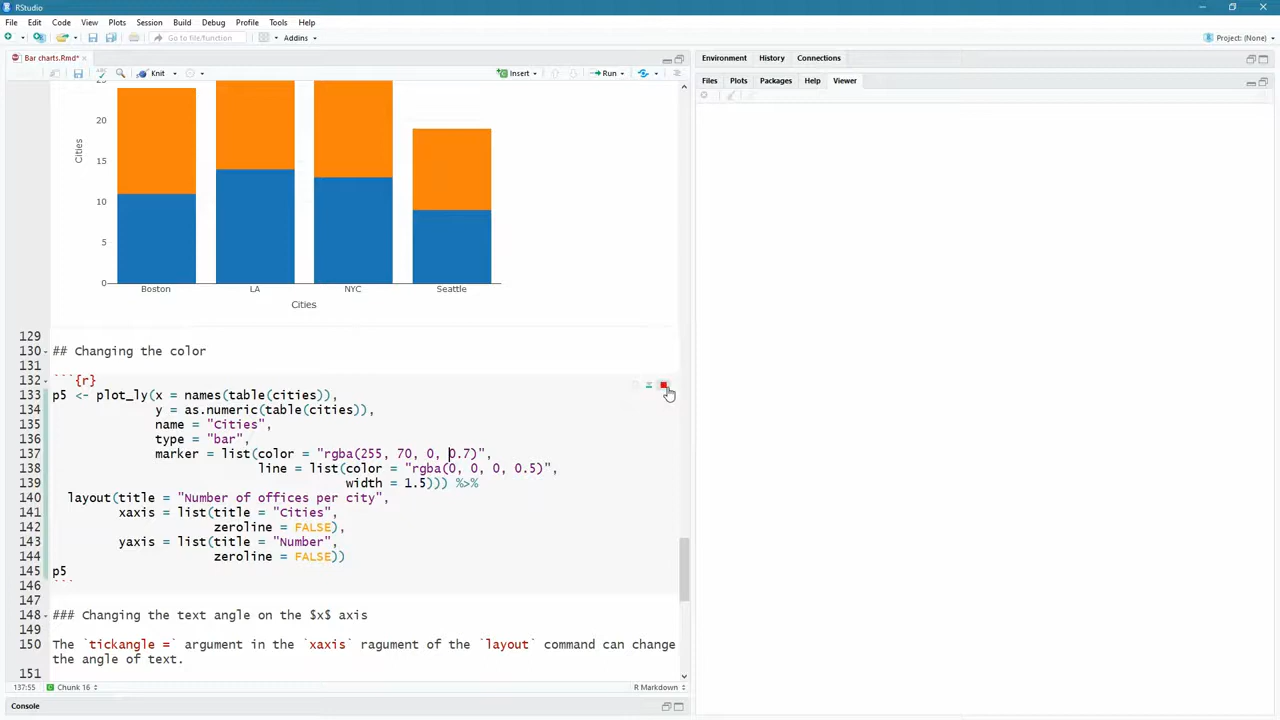 RStudio
File Edit Code View Plots Session Build Debug Profile Tools Help
Go to file/function Addins Project: (None)
Bar charts.Rmd* × Environment History Connections
Knit Insert Run Files Plots Packages Help Viewer
25
20
15
10
5
0
Cities
Boston LA NYC Seattle
Cities
129
130 ## Changing the color
131
132 ```{r}
133 p5 <- plot_ly(x = names(table(cities)),
134 y = as.numeric(table(cities)),
135 name = "Cities",
136 type = "bar",
137 marker = list(color = "rgba(255, 70, 0, 0.7)",
138 line = list(color = "rgba(0, 0, 0, 0.5)",
139 width = 1.5))) %>%
140 layout(title = "Number of offices per city",
141 xaxis = list(title = "Cities",
142 zeroline = FALSE),
143 yaxis = list(title = "Number",
144 zeroline = FALSE))
145 p5
146 ```
147
148 ### Changing the text angle on the $x$ axis
149
150 The `tickangle =` argument in the `xaxis` ragument of the `layout` command can change
the angle of text.
151
137:55 Chunk 16 R Markdown
Console